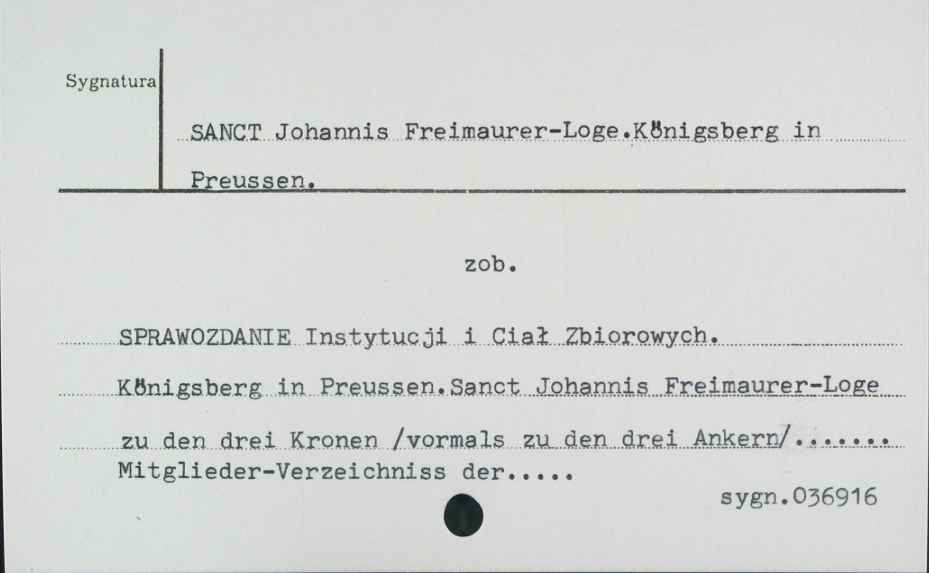 Sygnatura
SANCT Johannis Freimaurer-Loge.Königsberg in
Preussen.
zob.
SPRAWOZDANIE Instytucji i Ciał Zbiorowych.
Königsberg in Preussen.Sanct Johannis Freimaurer-Loge
zu den drei Kronen /vormals zu den drei Ankern/.......
Mitglieder-Verzeichniss der.....
sygn.036916